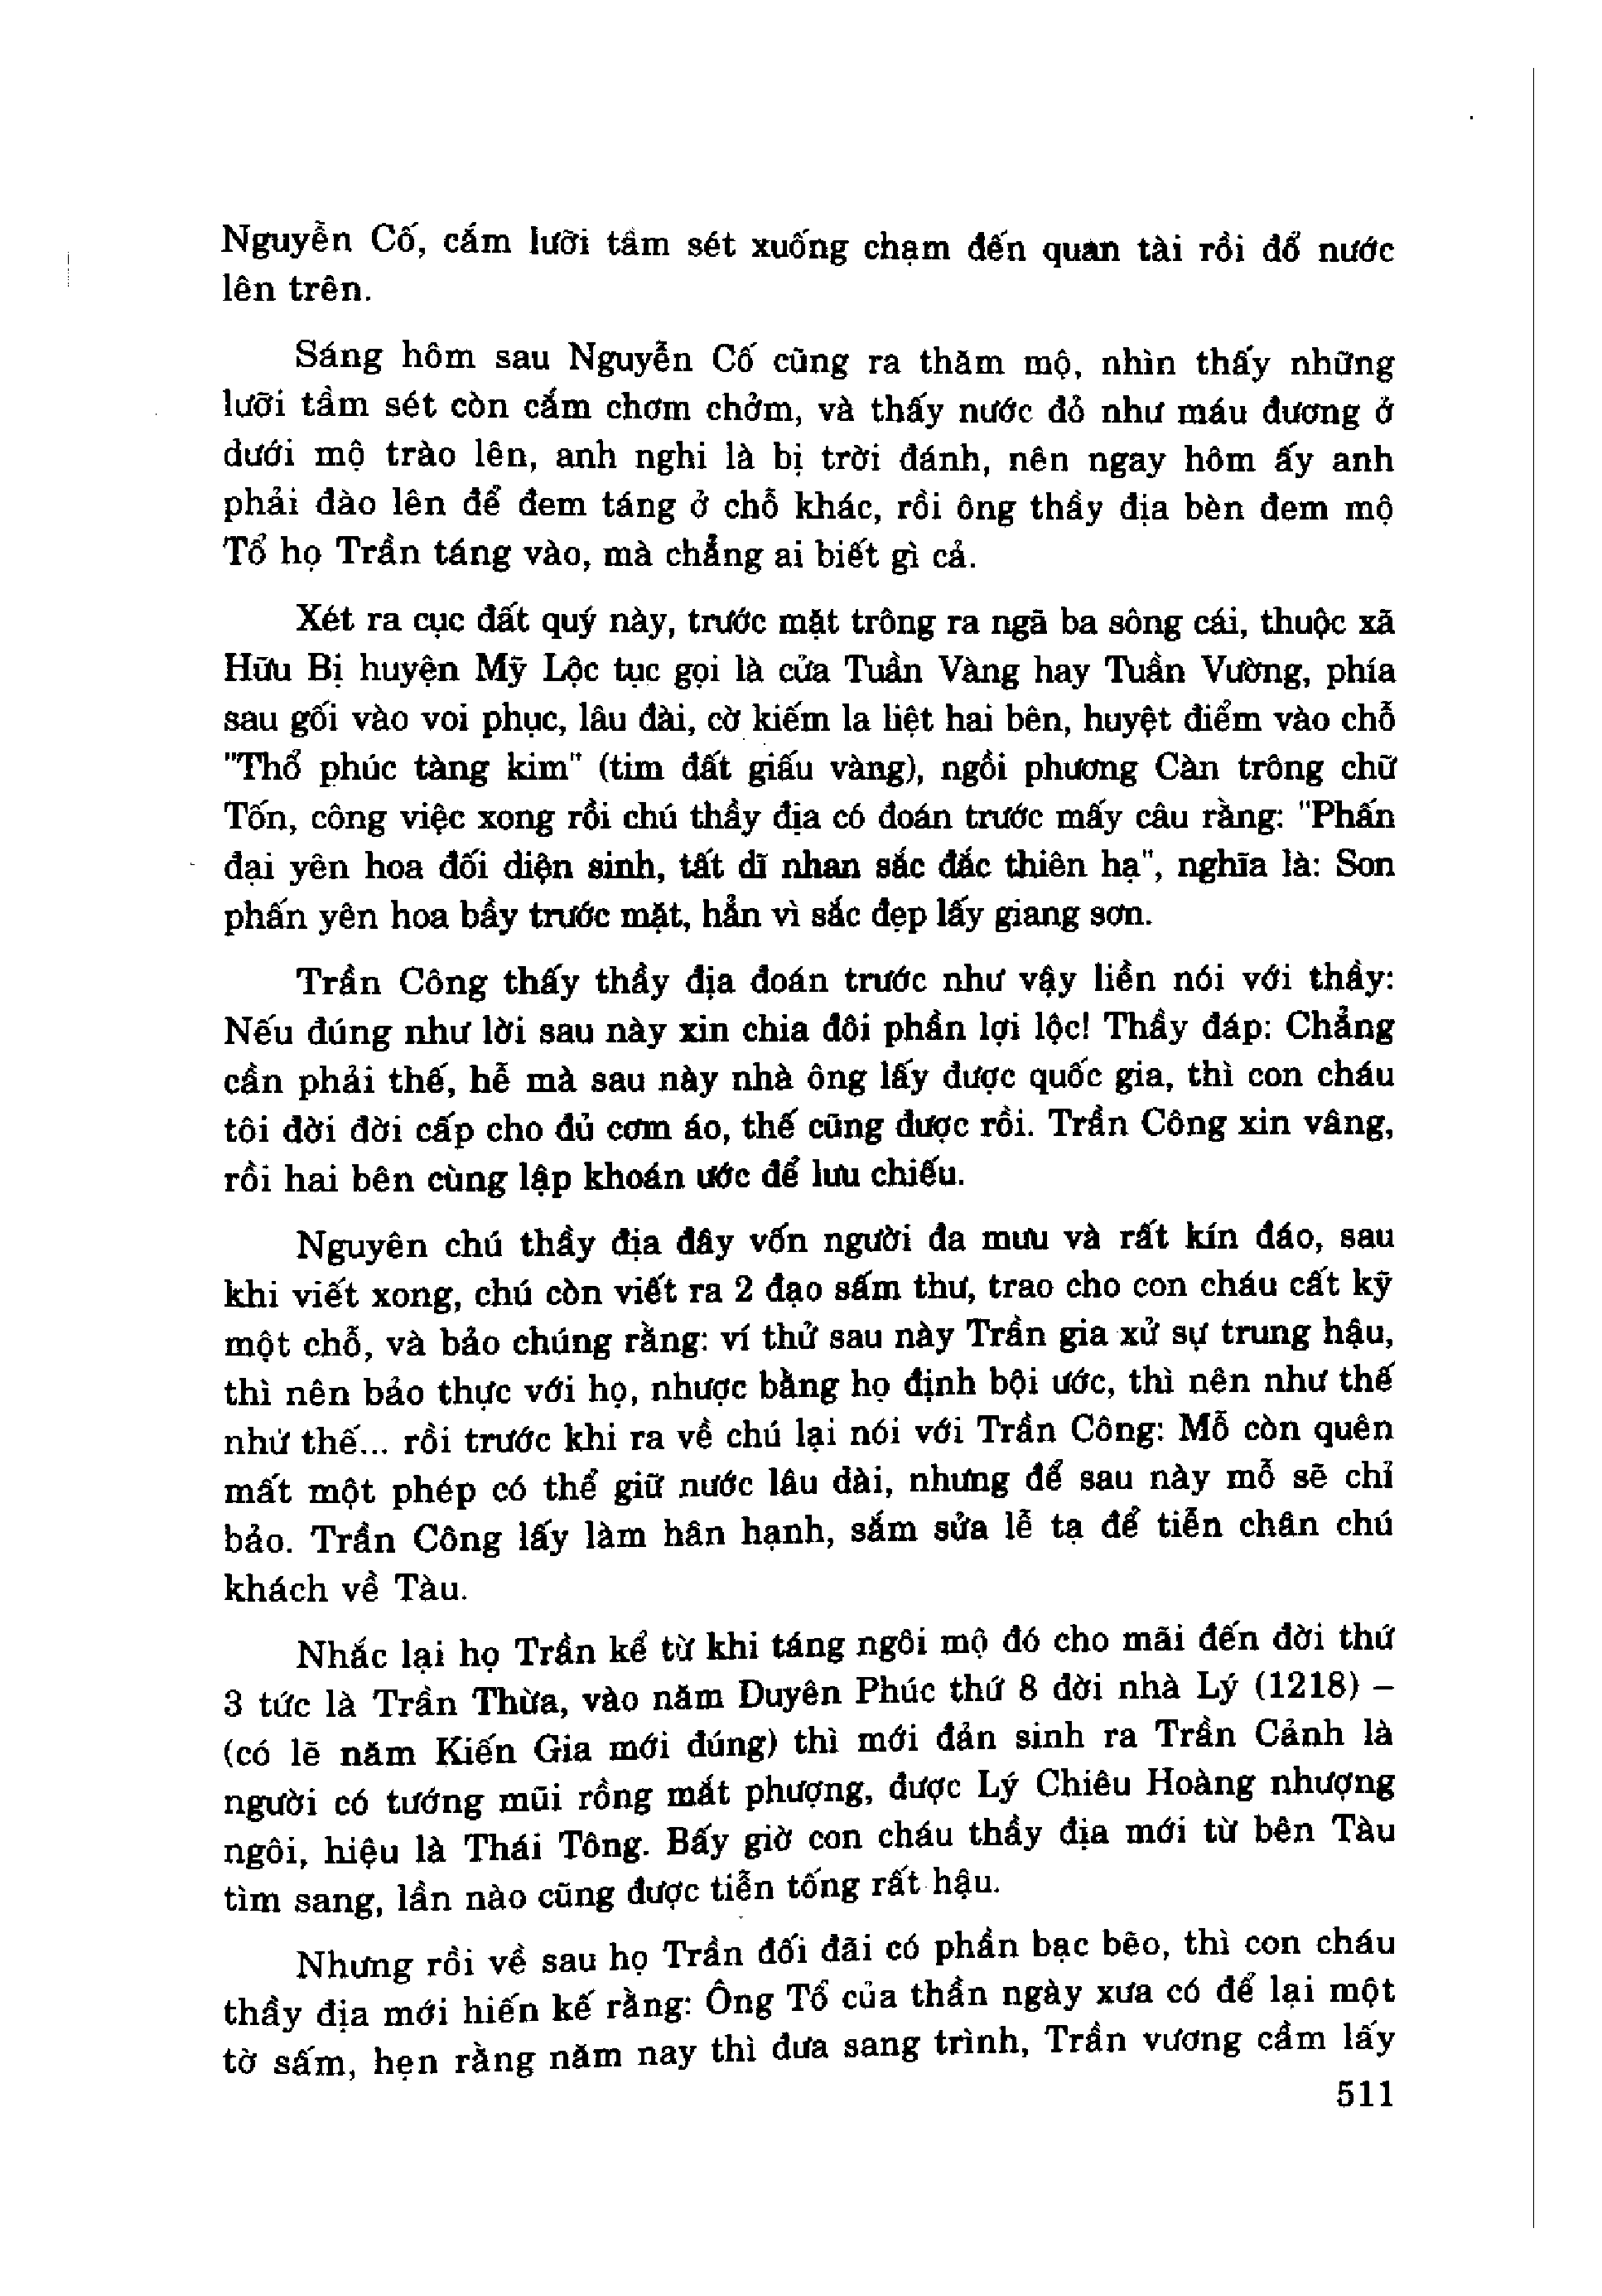 Nguyễn Cố, cắm lưỡi tầm sét xuống chạm đến quan tài rồi đổ nước
lên trên.
Sáng hôm sau Nguyễn Cố cũng ra thăm mộ, nhìn thấy những
lưỡi tầm sét còn cắm chơm chởm, và thấy nước đỏ như máu đương ở
dưới mộ trào lên, anh nghi là bị trời đánh, nên ngay hôm ấy anh
phải đào lên để đem táng ở chỗ khác, rồi ông thầy địa bèn đem mộ
Tổ họ Trần táng vào, mà chẳng ai biết gì cả.
Xét ra cục đất quý này, trước mặt trông ra ngã ba sông cái, thuộc xã
Hữu Bị huyện Mỹ Lộc tục gọi là cửa Tuần Vàng hay Tuần Vường, phía
sau gối vào voi phục, lâu đài, cờ kiếm la liệt hai bên, huyệt điểm vào chỗ
"Thổ phúc tàng kim" (tim đất giấu vàng), ngồi phương Càn trông chữ
Tốn, công việc xong rồi chú thầy địa có đoán trước mấy câu rằng: "Phấn
đại yên hoa đối diện sinh, tất dĩ nhan sắc đắc thiên hạ", nghĩa là: Son
phấn yên hoa bầy trước mặt, hẳn vì sắc đẹp lấy giang sơn.
Trần Công thấy thầy địa đoán trước như vậy liền nói với thầy:
Nếu đúng như lời sau này xin chia đôi phần lợi lộc! Thầy đáp: Chẳng
cần phải thế, hễ mà sau này nhà ông lấy được quốc gia, thì con cháu
tôi đời đời cấp cho đủ cơm áo, thế cũng được rồi. Trần Công xin vâng,
rồi hai bên cùng lập khoán ước để lưu chiếu.
Nguyên chú thầy địa đây vốn người đa mưu và rất kín đáo, sau
khi viết xong, chú còn viết ra 2 đạo sấm thư, trao cho con cháu cất kỹ
một chỗ, và bảo chúng rằng: ví thử sau này Trần gia xử sự trung hậu,
thì nên bảo thực với họ, nhược bằng họ định bội ước, thì nên như thế
như thế... rồi trước khi ra về chú lại nói với Trần Công: Mỗ còn quên
mất một phép có thể giữ nước lâu dài, nhưng để sau này mỗ sẽ chỉ
bảo. Trần Công lấy làm hân hạnh, sắm sửa lễ tạ để tiễn chân chú
khách về Tàu.
Nhắc lại họ Trần kể từ khi táng ngôi mộ đó cho mãi đến đời thứ
3 tức là Trần Thừa, vào năm Duyên Phúc thứ 8 đời nhà Lý (1218) –
(có lẽ năm Kiến Gia mới đúng) thì mới đản sinh ra Trần Cảnh là
người có tướng mũi rồng mắt phượng, được Lý Chiêu Hoàng nhượng
ngôi, hiệu là Thái Tông. Bấy giờ con cháu thầy địa mới từ bên Tàu
tìm sang, lần nào cũng được tiễn tống rất hậu.
Nhưng rồi về sau họ Trần đối đãi có phần bạc bẽo, thì con cháu
thầy địa mới hiến kế rằng: Ông Tổ của thần ngày xưa có để lại một
tờ sấm, hẹn rằng năm nay thì đưa sang trình, Trần vương cầm lấy
511